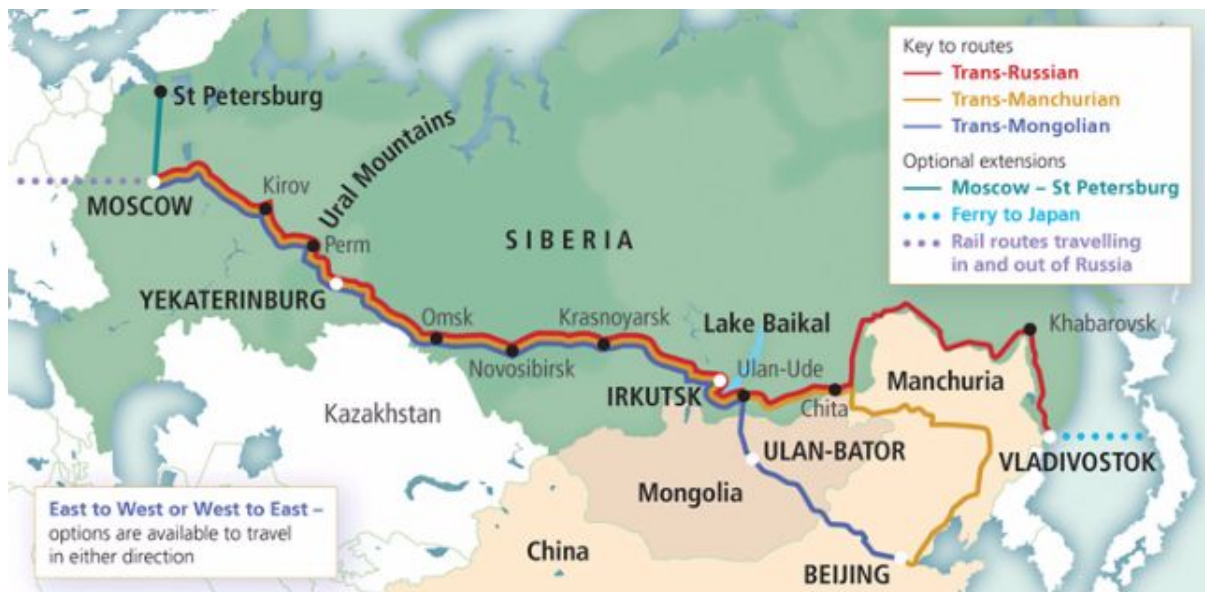 Key to routes
Trans-Russian
Trans-Manchurian
Trans-Mongolian
Optional extensions
Moscow – St Petersburg
Ferry to Japan
Rail routes travelling
in and out of Russia
St Petersburg
MOSCOW
Kirov
Ural Mountains
Perm
YEKATERINBURG
SIBERIA
Omsk
Novosibirsk
Krasnoyarsk
Lake Baikal
IRKUTSK
Ulan-Ude
Chita
Khabarovsk
Manchuria
VLADIVOSTOK
Kazakhstan
ULAN-BATOR
Mongolia
China
BEIJING
East to West or West to East –
options are available to travel
in either direction